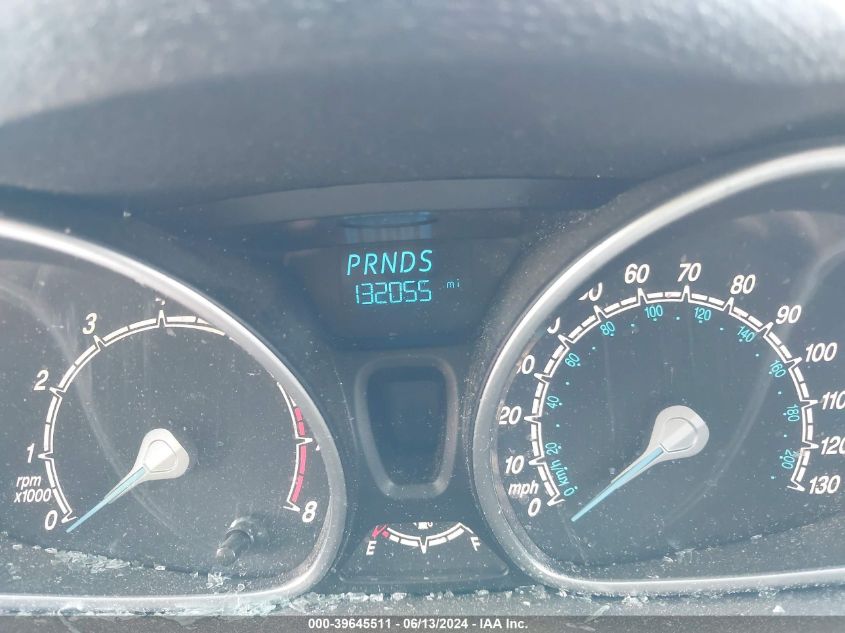 PRNDS
132055 mi
0 1 2 3 8
rpm
x1000
0 10 20 60 70 80 90 100 110 120 130
mph
0 km/h 20 40 60 80 100 120 140 160 180 200
E F
000-39645511 - 06/13/2024 - IAA Inc.